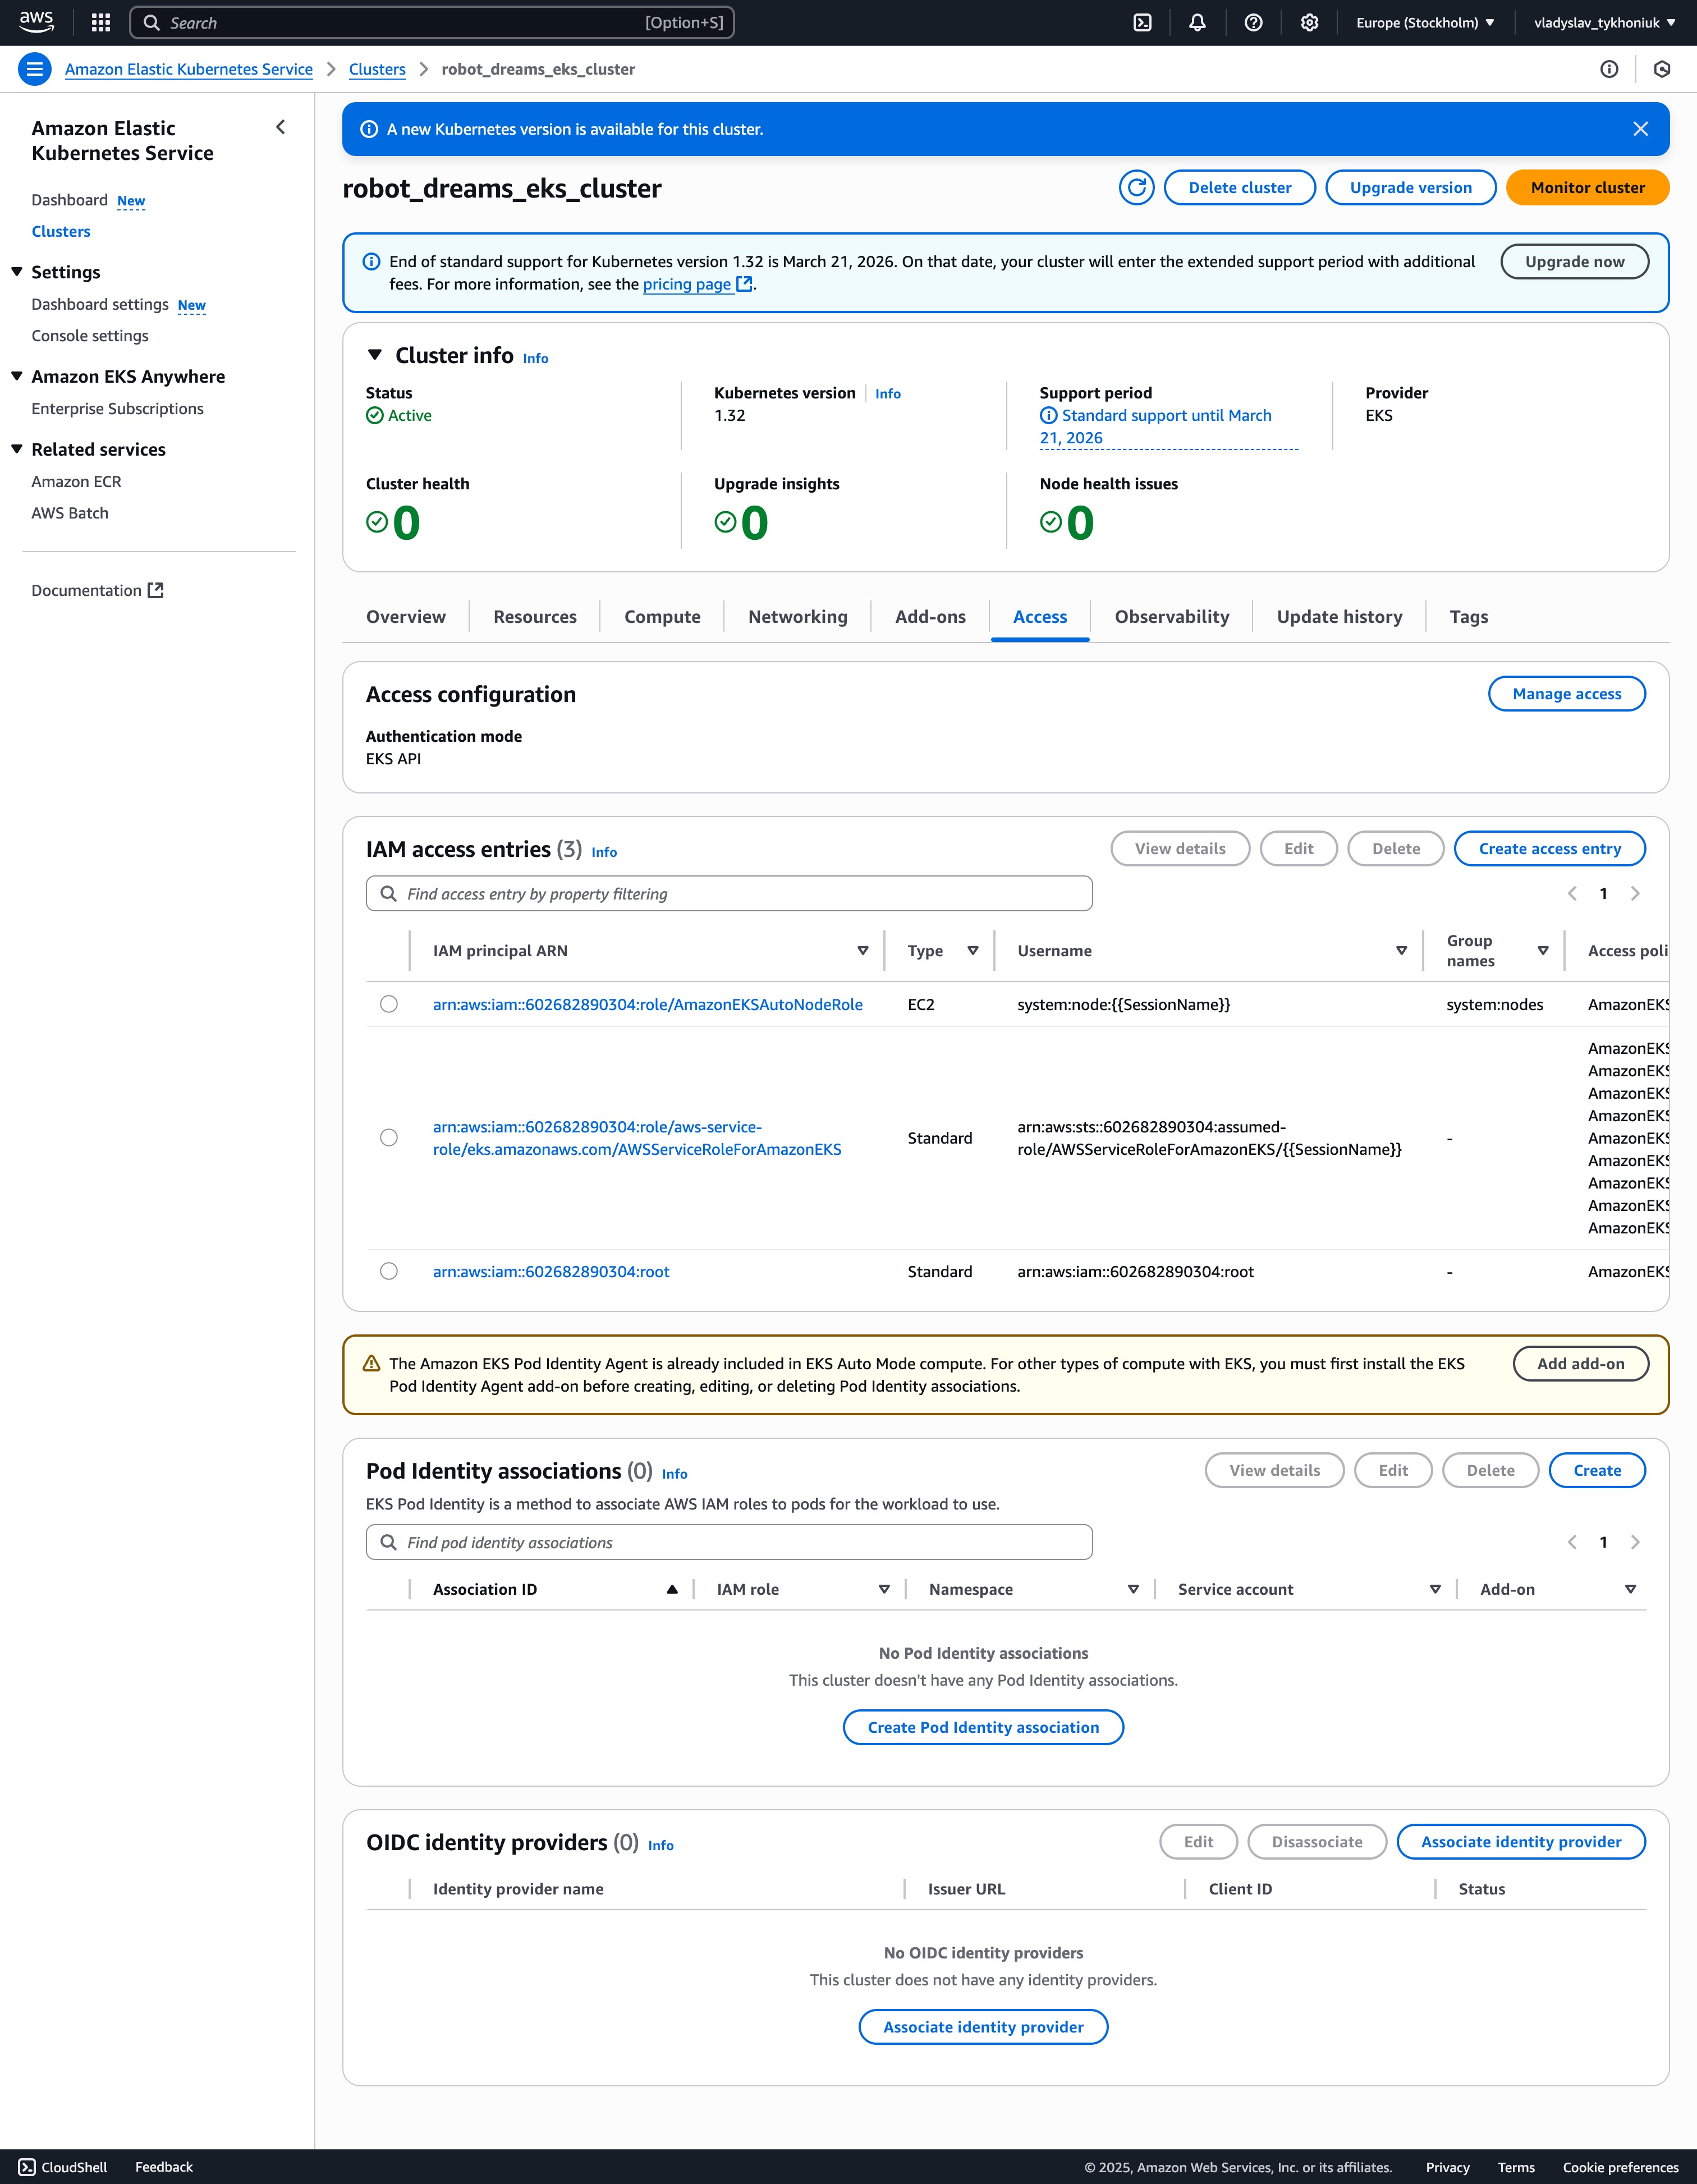 aws
Search [Option+S]
Europe (Stockholm)
vladyslav_tykhoniuk
Amazon Elastic Kubernetes Service
Clusters
robot_dreams_eks_cluster
Amazon Elastic
Kubernetes Service
Dashboard New
Clusters
Settings
Dashboard settings New
Console settings
Amazon EKS Anywhere
Enterprise Subscriptions
Related services
Amazon ECR
AWS Batch
Documentation
A new Kubernetes version is available for this cluster.
robot_dreams_eks_cluster
Delete cluster
Upgrade version
Monitor cluster
End of standard support for Kubernetes version 1.32 is March 21, 2026. On that date, your cluster will enter the extended support period with additional
fees. For more information, see the pricing page.
Upgrade now
Cluster info Info
Status
Active
Kubernetes version Info
1.32
Support period
Standard support until March
21, 2026
Provider
EKS
Cluster health
0
Upgrade insights
0
Node health issues
0
Overview
Resources
Compute
Networking
Add-ons
Access
Observability
Update history
Tags
Access configuration
Manage access
Authentication mode
EKS API
IAM access entries (3) Info
View details
Edit
Delete
Create access entry
Find access entry by property filtering
1
IAM principal ARN
Type
Username
Group
names
Access poli
arn:aws:iam::602682890304:role/AmazonEKSAutoNodeRole
EC2
system:node:{{SessionName}}
system:nodes
AmazonEKS
arn:aws:iam::602682890304:role/aws-service-
role/eks.amazonaws.com/AWSServiceRoleForAmazonEKS
Standard
arn:aws:sts::602682890304:assumed-
role/AWSServiceRoleForAmazonEKS/{{SessionName}}
-
AmazonEKS
AmazonEKS
AmazonEKS
AmazonEKS
AmazonEKS
AmazonEKS
AmazonEKS
AmazonEKS
AmazonEKS
arn:aws:iam::602682890304:root
Standard
arn:aws:iam::602682890304:root
-
AmazonEKS
The Amazon EKS Pod Identity Agent is already included in EKS Auto Mode compute. For other types of compute with EKS, you must first install the EKS
Pod Identity Agent add-on before creating, editing, or deleting Pod Identity associations.
Add add-on
Pod Identity associations (0) Info
View details
Edit
Delete
Create
EKS Pod Identity is a method to associate AWS IAM roles to pods for the workload to use.
Find pod identity associations
1
Association ID
IAM role
Namespace
Service account
Add-on
No Pod Identity associations
This cluster doesn't have any Pod Identity associations.
Create Pod Identity association
OIDC identity providers (0) Info
Edit
Disassociate
Associate identity provider
Identity provider name
Issuer URL
Client ID
Status
No OIDC identity providers
This cluster does not have any identity providers.
Associate identity provider
CloudShell
Feedback
© 2025, Amazon Web Services, Inc. or its affiliates.
Privacy
Terms
Cookie preferences